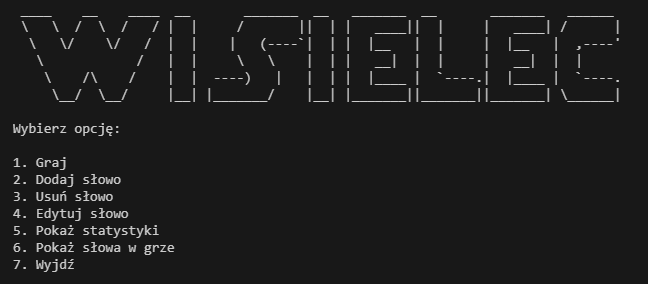 WISIELEC
Wybierz opcję:
1. Graj
2. Dodaj słowo
3. Usuń słowo
4. Edytuj słowo
5. Pokaż statystyki
6. Pokaż słowa w grze
7. Wyjdź